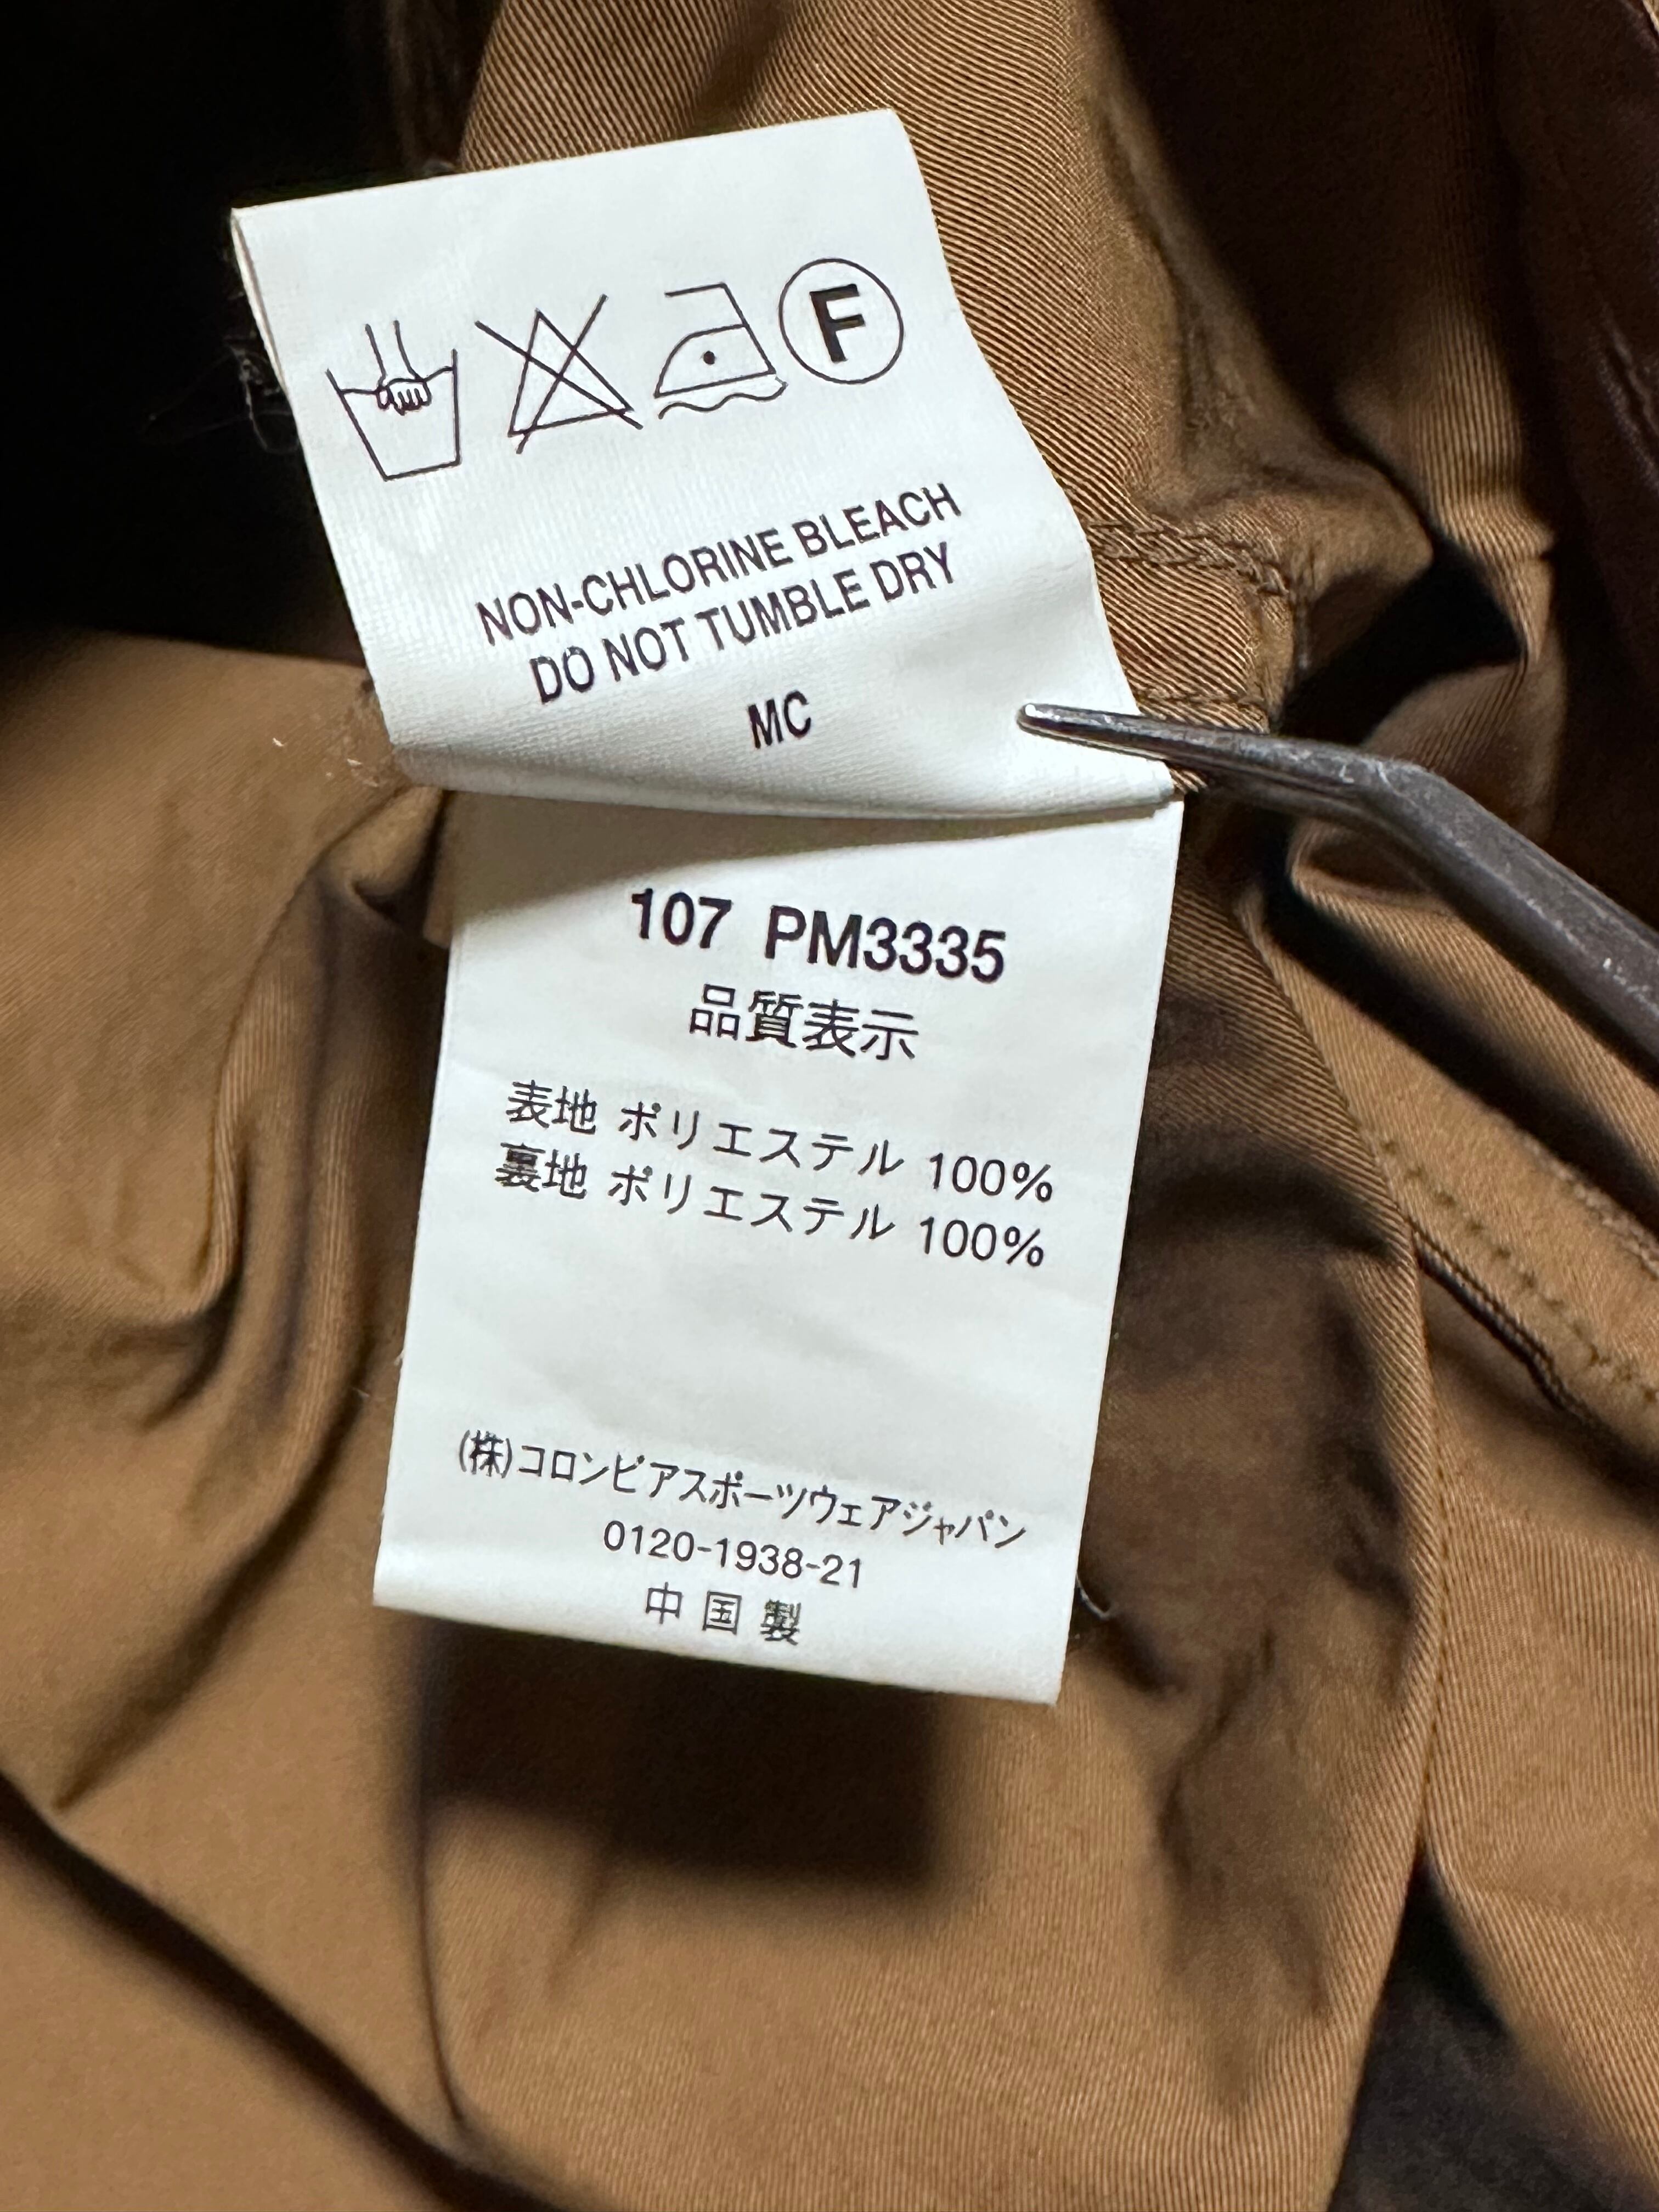 F
NON-CHLORINE BLEACH
DO NOT TUMBLE DRY
MC
107 PM3335
品質表示
表地 ポリエステル 100%
裏地 ポリエステル 100%
(株)コロンビアスポーツウェアジャパン
0120-1938-21
中国製